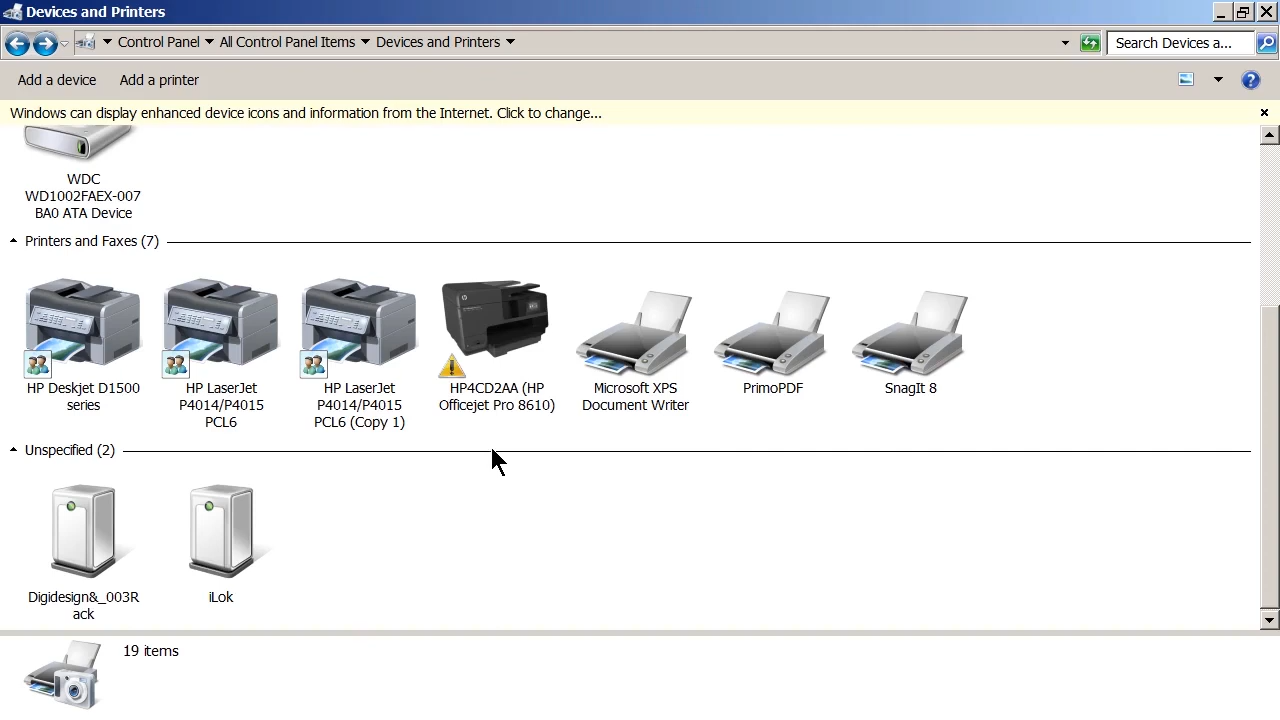 Devices and Printers
Control Panel All Control Panel Items Devices and Printers
Search Devices a...
Add a device Add a printer
Windows can display enhanced device icons and information from the Internet. Click to change...
WDC
WD1002FAEX-007
BA0 ATA Device
Printers and Faxes (7)
HP Deskjet D1500
series
HP LaserJet
P4014/P4015
PCL6
HP LaserJet
P4014/P4015
PCL6 (Copy 1)
HP4CD2AA (HP
Officejet Pro 8610)
Microsoft XPS
Document Writer
PrimoPDF
SnagIt 8
Unspecified (2)
Digidesign&_003R
ack
iLok
19 items